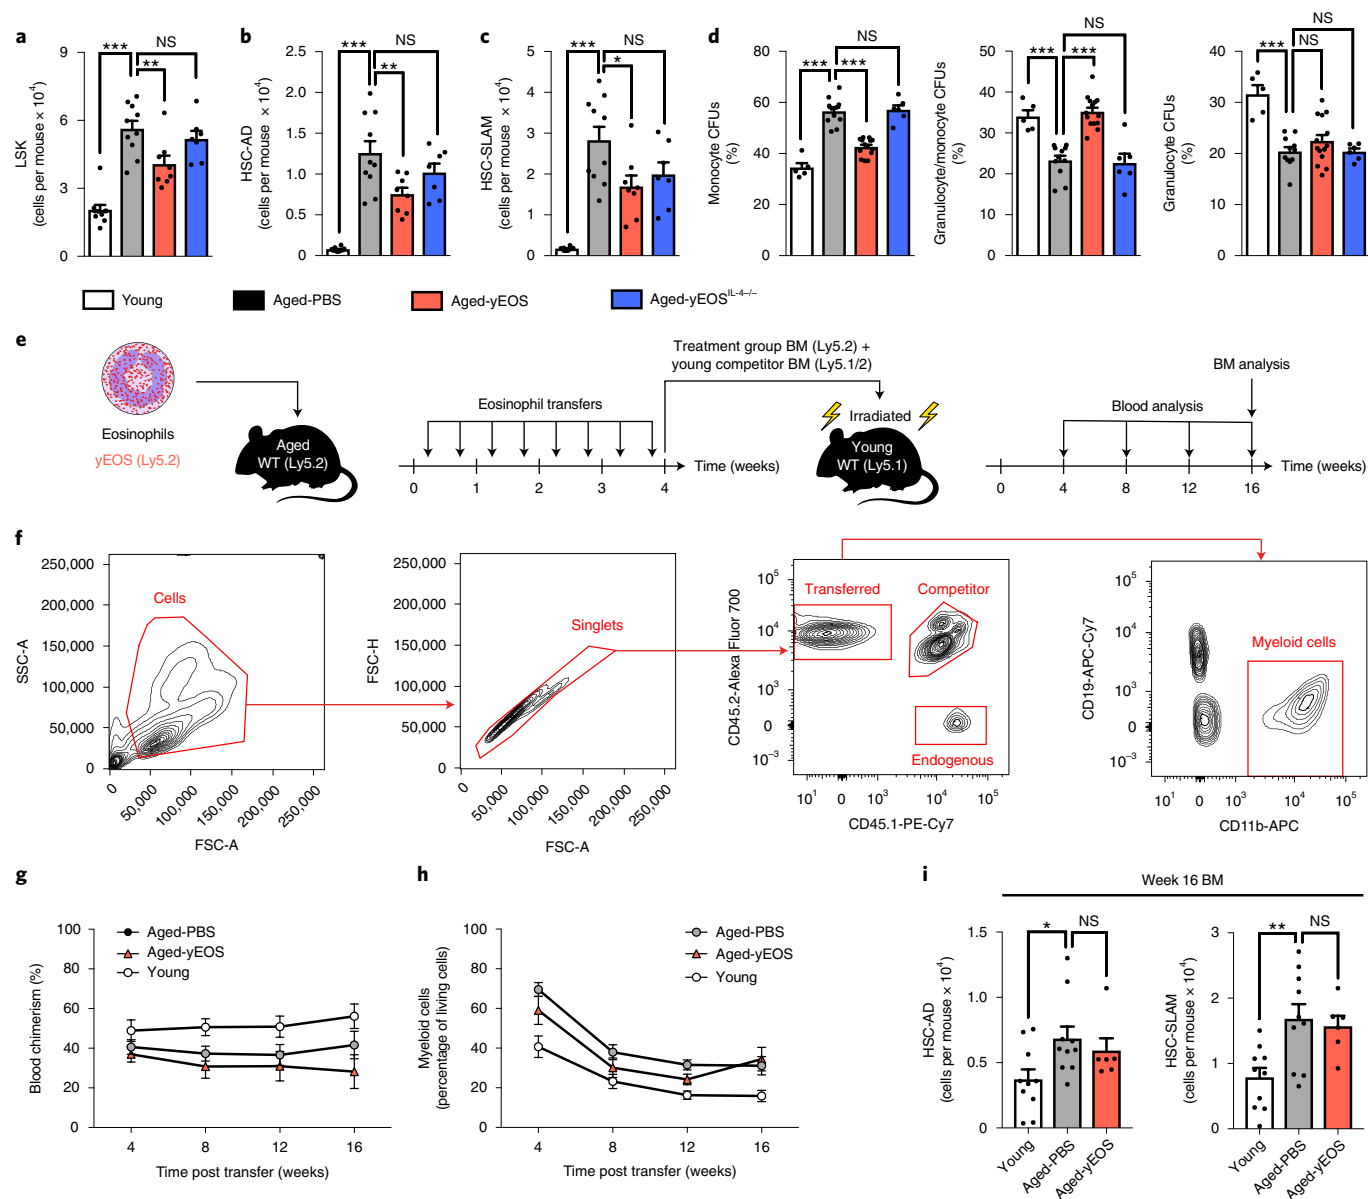 a
9
6
3
0
LSK
(cells per mouse × 10⁴)
***
NS
**
b
2.5
2.0
1.5
1.0
0.5
0
HSC-AD
(cells per mouse × 10⁴)
***
NS
**
c
5
4
3
2
1
0
HSC-SLAM
(cells per mouse × 10⁴)
***
NS
*
d
80
60
40
20
0
Monocyte CFUs
(%)
***
***
NS
50
40
30
20
10
0
Granulocyte/monocyte CFUs
(%)
***
***
NS
40
30
20
10
0
Granulocyte CFUs
(%)
***
NS
NS
Young
Aged-PBS
Aged-yEOS
Aged-yEOS^IL-4–/–
e
Eosinophils
yEOS (Ly5.2)
Aged
WT (Ly5.2)
Eosinophil transfers
0 1 2 3 4
Time (weeks)
Treatment group BM (Ly5.2) +
young competitor BM (Ly5.1/2)
Irradiated
Young
WT (Ly5.1)
BM analysis
Blood analysis
0 4 8 12 16
Time (weeks)
f
250,000
200,000
150,000
100,000
50,000
0
SSC-A
Cells
0 50,000 100,000 150,000 200,000 250,000
FSC-A
250,000
200,000
150,000
100,000
50,000
0
FSC-H
Singlets
0 50,000 100,000 150,000 200,000 250,000
FSC-A
10⁵
10⁴
10³
0
10⁻³
CD45.2-Alexa Fluor 700
Transferred
Competitor
Endogenous
10¹ 0 10³ 10⁴ 10⁵
CD45.1-PE-Cy7
10⁵
10⁴
10³
0
10⁻³
CD19-APC-Cy7
Myeloid cells
10¹ 0 10³ 10⁴ 10⁵
CD11b-APC
g
100
80
60
40
20
0
Blood chimerism (%)
Aged-PBS
Aged-yEOS
Young
4 8 12 16
Time post transfer (weeks)
h
100
80
60
40
20
0
Myeloid cells
(percentage of living cells)
Aged-PBS
Aged-yEOS
Young
4 8 12 16
Time post transfer (weeks)
i
Week 16 BM
1.5
1.0
0.5
0
HSC-AD
(cells per mouse × 10⁴)
*
NS
Young
Aged-PBS
Aged-yEOS
3
2
1
0
HSC-SLAM
(cells per mouse × 10⁴)
**
NS
Young
Aged-PBS
Aged-yEOS